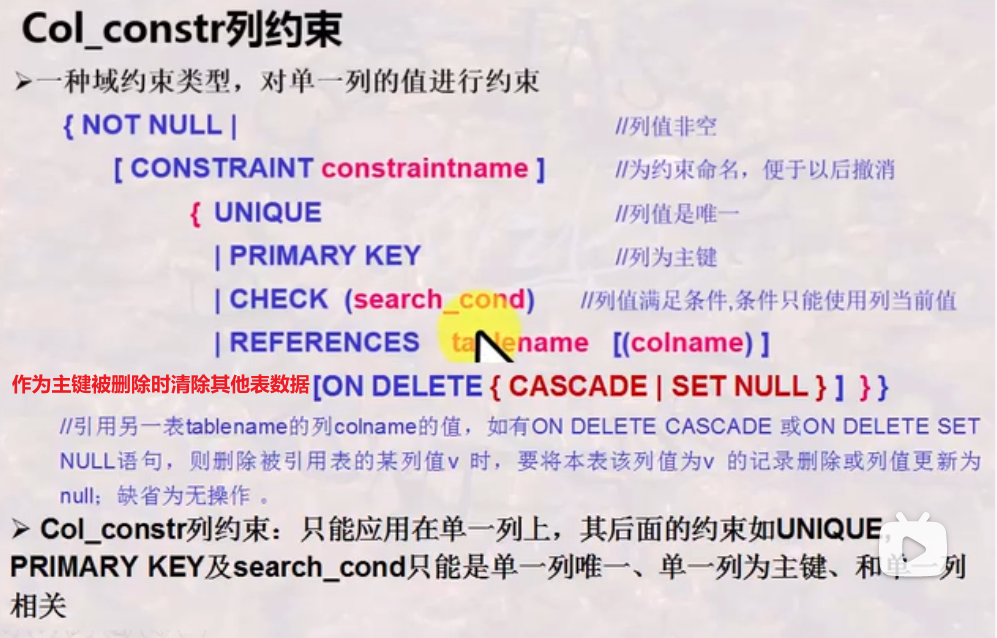 Col_constr列约束
➢一种域约束类型，对单一列的值进行约束
{ NOT NULL | //列值非空
[ CONSTRAINT constraintname ] //为约束命名，便于以后撤消
{ UNIQUE //列值是唯一
| PRIMARY KEY //列为主键
| CHECK (search_cond) //列值满足条件,条件只能使用列当前值
| REFERENCES tablename [(colname) ]
作为主键被删除时清除其他表数据[ON DELETE { CASCADE | SET NULL } ] } }
//引用另一表tablename的列colname的值，如有ON DELETE CASCADE 或ON DELETE SET
NULL语句，则删除被引用表的某列值v 时，要将本表该列值为v 的记录删除或列值更新为
null；缺省为无操作 。
➢ Col_constr列约束：只能应用在单一列上，其后面的约束如UNIQUE,
PRIMARY KEY及search_cond只能是单一列唯一、单一列为主键、和单一列
相关